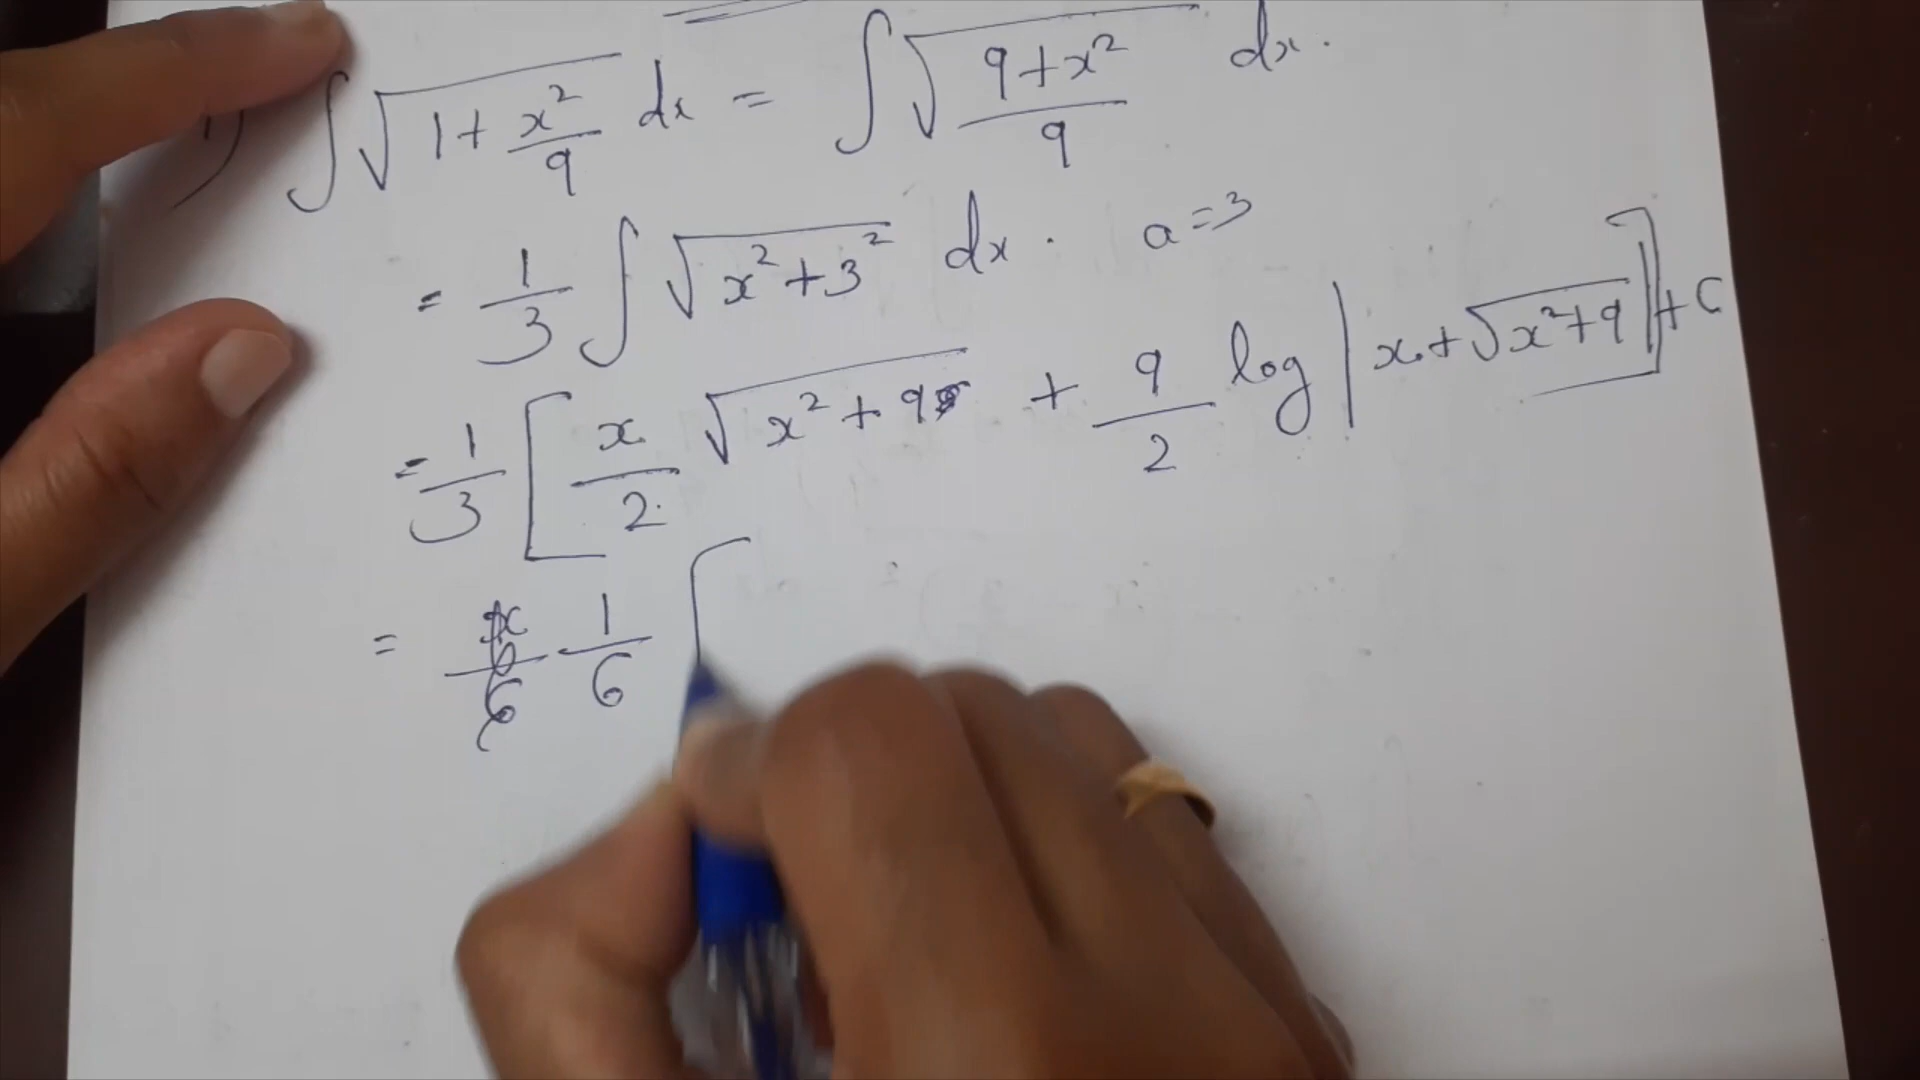 1) ∫√(1 + x²/9) dx = ∫√((9+x²)/9) dx.
= 1/3 ∫√(x²+3²) dx. a=3
= 1/3 [x/2 √(x²+9) + 9/2 log |x+√(x²+9)|] + C
= 1/6 [